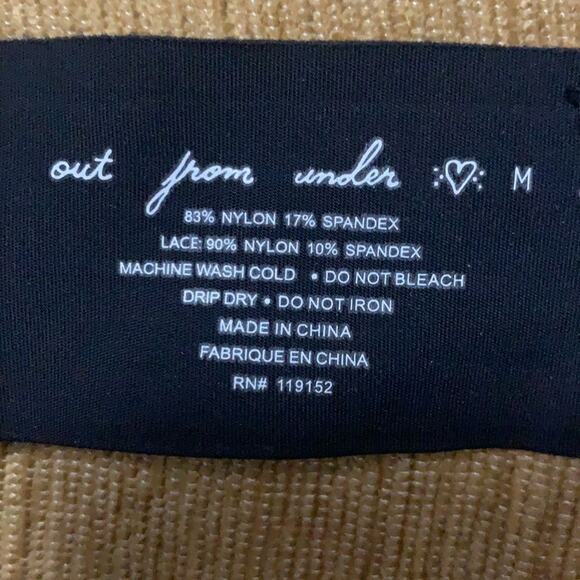 out from under M
83% NYLON 17% SPANDEX
LACE: 90% NYLON 10% SPANDEX
MACHINE WASH COLD • DO NOT BLEACH
DRIP DRY • DO NOT IRON
MADE IN CHINA
FABRIQUE EN CHINA
RN# 119152